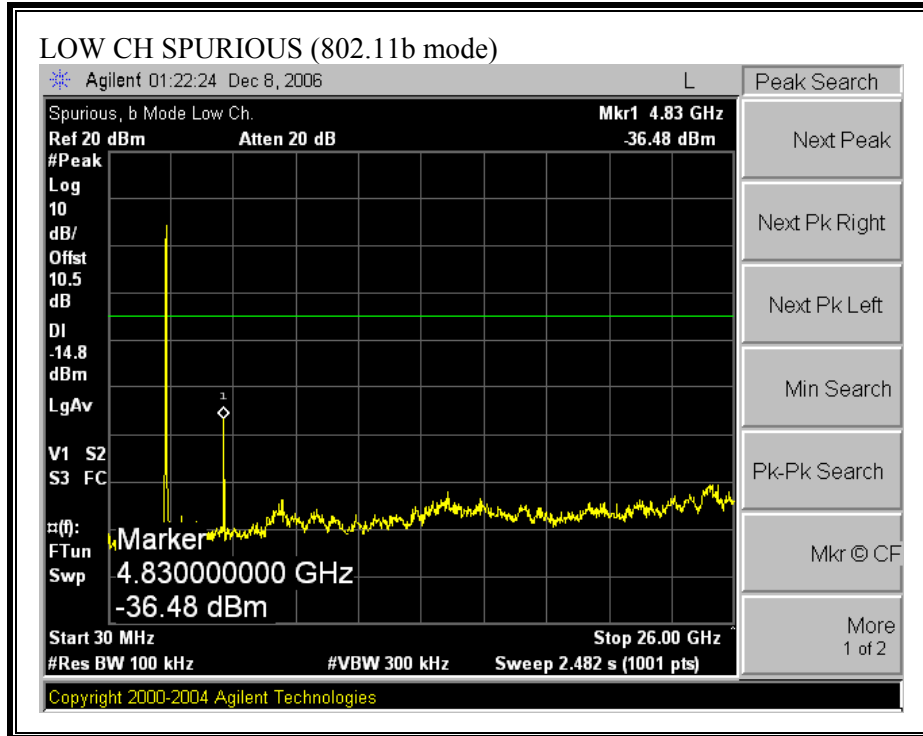 LOW CH SPURIOUS (802.11b mode)
Agilent 01:22:24 Dec 8, 2006 L
Peak Search
Spurious, b Mode Low Ch. Mkr1 4.83 GHz
Ref 20 dBm Atten 20 dB -36.48 dBm
#Peak
Log
10
dB/
Offst
10.5
dB
DI
-14.8
dBm
LgAv
1
V1 S2
S3 FC
¤(f):
FTun
Swp
Marker
4.830000000 GHz
-36.48 dBm
Start 30 MHz Stop 26.00 GHz ^
#Res BW 100 kHz #VBW 300 kHz Sweep 2.482 s (1001 pts)
Copyright 2000-2004 Agilent Technologies
Next Peak
Next Pk Right
Next Pk Left
Min Search
Pk-Pk Search
Mkr © CF
More
1 of 2